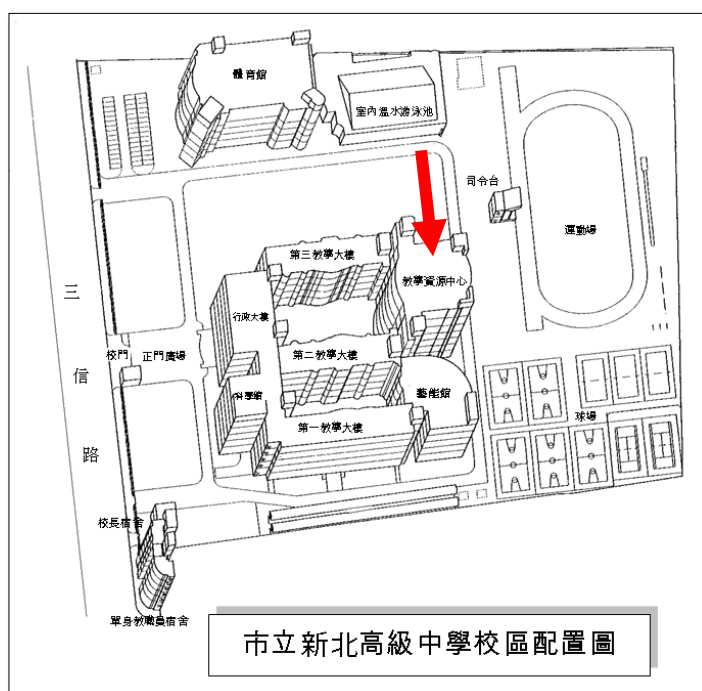 體育館
室內溫水游泳池
司令台
運動場
第三教學大樓
教學資源中心
行政大樓
三信路
校門
正門廣場
第二教學大樓
科學館
藝能館
第一教學大樓
球場
校長宿舍
單身教職員宿舍
市立新北高級中學校區配置圖